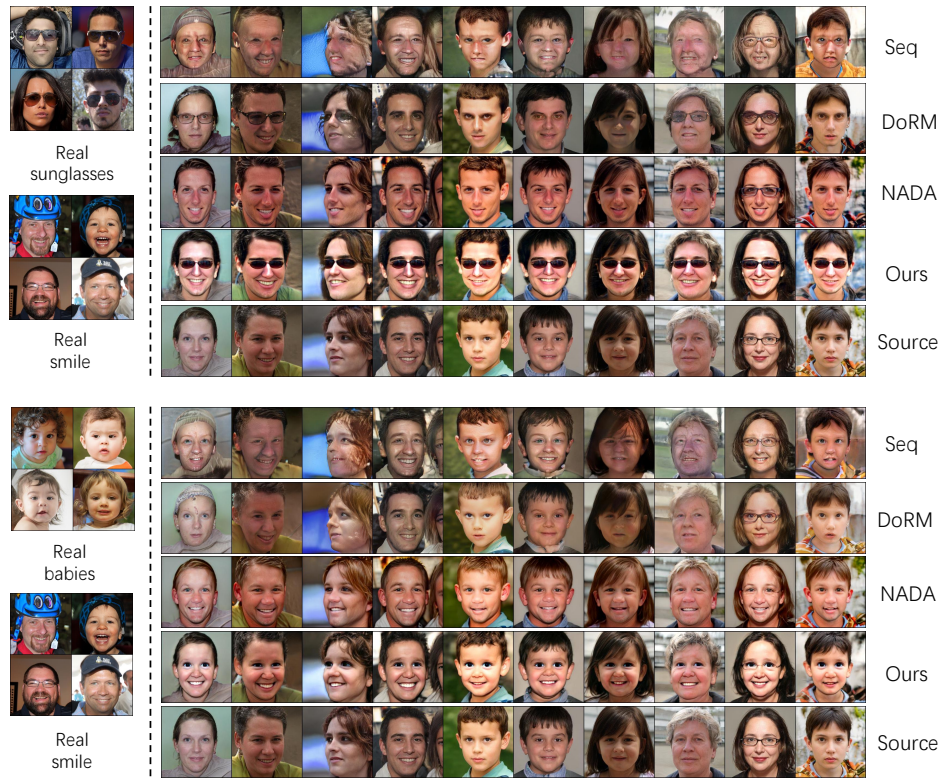 Real
sunglasses
Real
smile
Seq
DoRM
NADA
Ours
Source
Real
babies
Real
smile
Seq
DoRM
NADA
Ours
Source